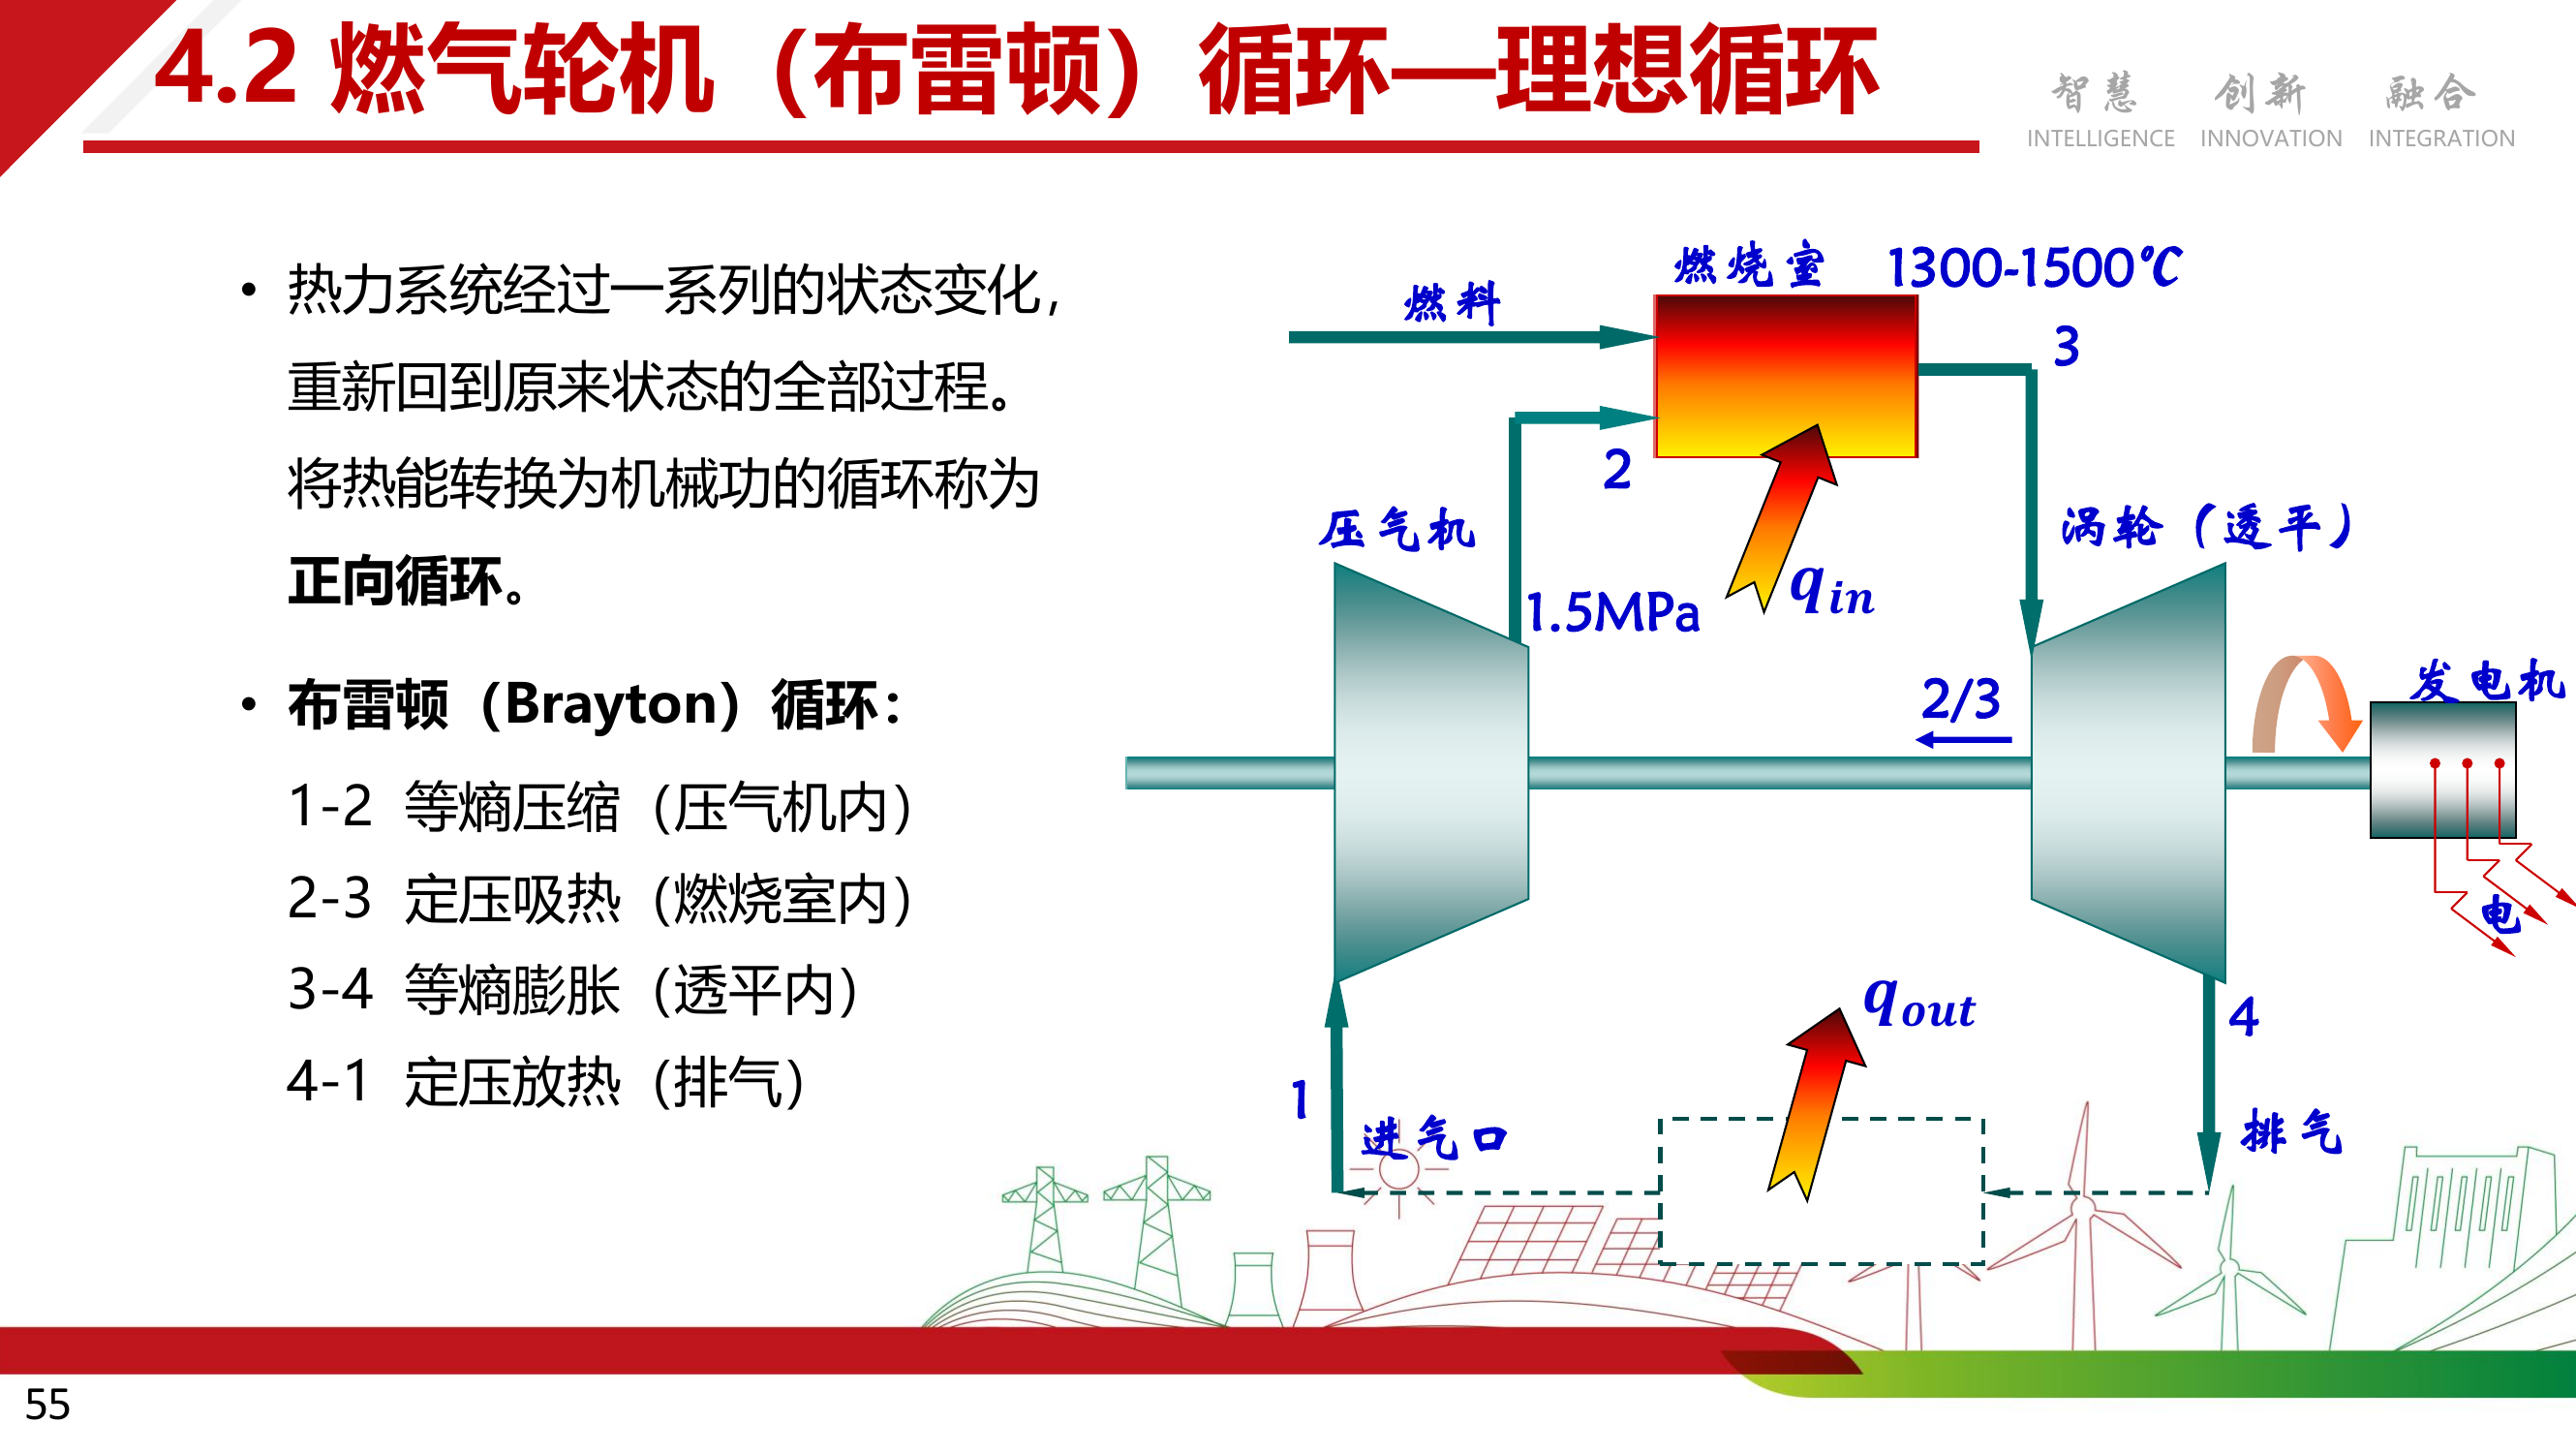 4.2 燃气轮机（布雷顿）循环—理想循环
智慧 创新 融合
INTELLIGENCE INNOVATION INTEGRATION
• 热力系统经过一系列的状态变化，
重新回到原来状态的全部过程。
将热能转换为机械功的循环称为
正向循环。
• 布雷顿（Brayton）循环：
1-2 等熵压缩（压气机内）
2-3 定压吸热（燃烧室内）
3-4 等熵膨胀（透平内）
4-1 定压放热（排气）
燃烧室 1300-1500℃
燃料
3
2
压气机
涡轮（透平）
q_in
1.5MPa
2/3
发电机
电
q_out
4
1
进气口
排气
55